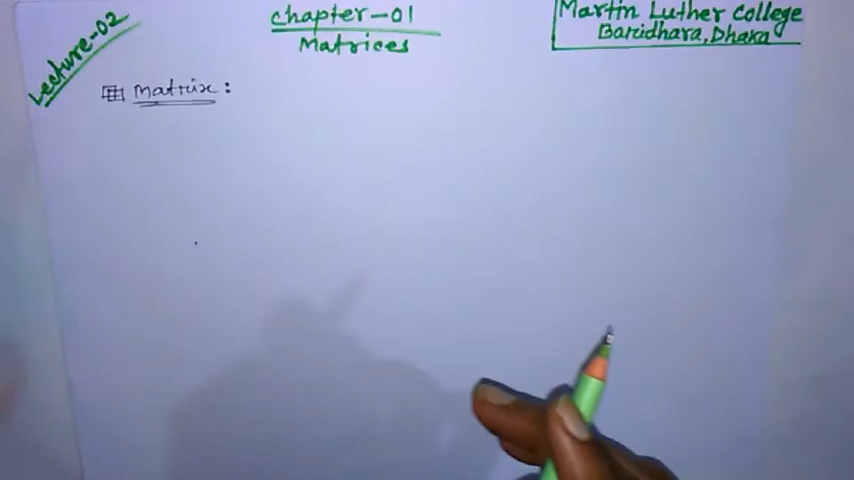 Lecture-02
chapter-01
Matrices
Martin Luther College
Baridhara, Dhaka
Matrix: